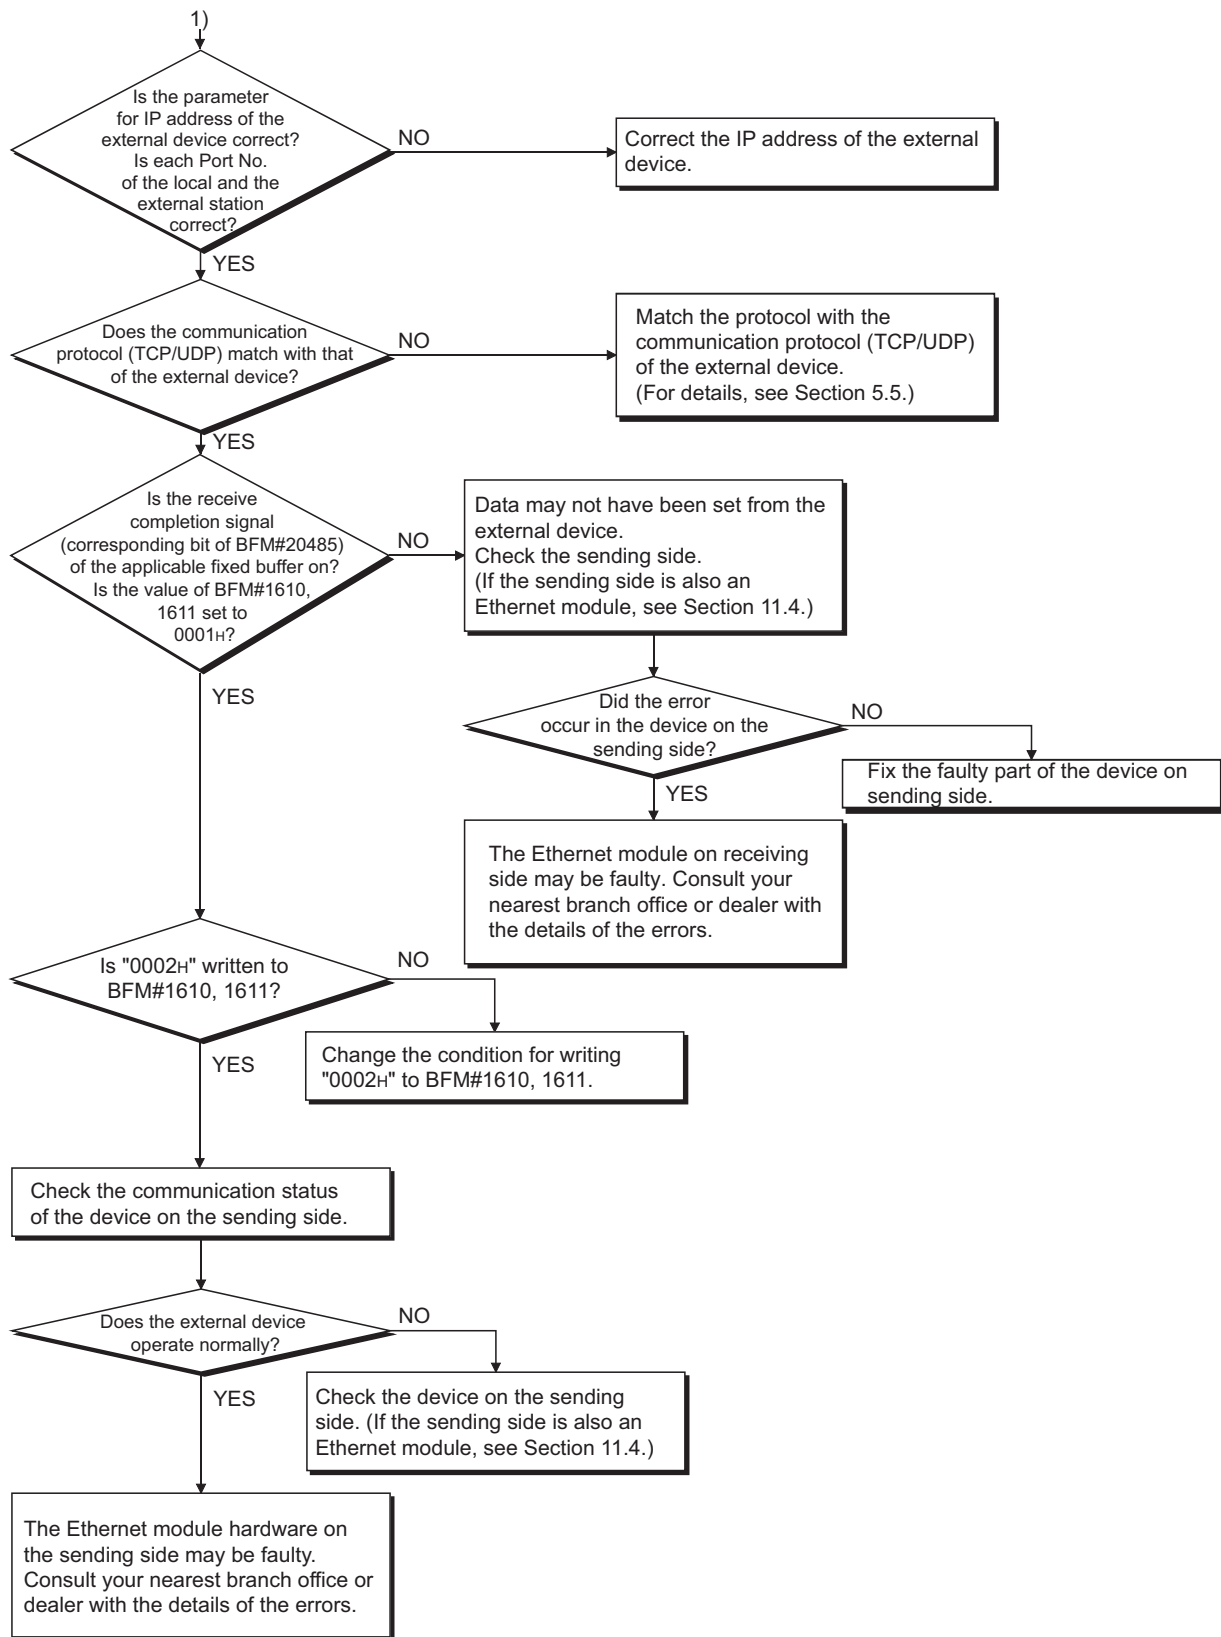 1)
Is the parameter
for IP address of the
external device correct?
Is each Port No.
of the local and the
external station
correct?
NO
Correct the IP address of the external
device.
YES
Does the communication
protocol (TCP/UDP) match with that
of the external device?
NO
Match the protocol with the
communication protocol (TCP/UDP)
of the external device.
(For details, see Section 5.5.)
YES
Is the receive
completion signal
(corresponding bit of BFM#20485)
of the applicable fixed buffer on?
Is the value of BFM#1610,
1611 set to
0001H?
NO
Data may not have been set from the
external device.
Check the sending side.
(If the sending side is also an
Ethernet module, see Section 11.4.)
YES
Did the error
occur in the device on the
sending side?
NO
Fix the faulty part of the device on
sending side.
YES
The Ethernet module on receiving
side may be faulty. Consult your
nearest branch office or dealer with
the details of the errors.
Is "0002H" written to
BFM#1610, 1611?
NO
Change the condition for writing
"0002H" to BFM#1610, 1611.
YES
Check the communication status
of the device on the sending side.
Does the external device
operate normally?
NO
Check the device on the sending
side. (If the sending side is also an
Ethernet module, see Section 11.4.)
YES
The Ethernet module hardware on
the sending side may be faulty.
Consult your nearest branch office or
dealer with the details of the errors.